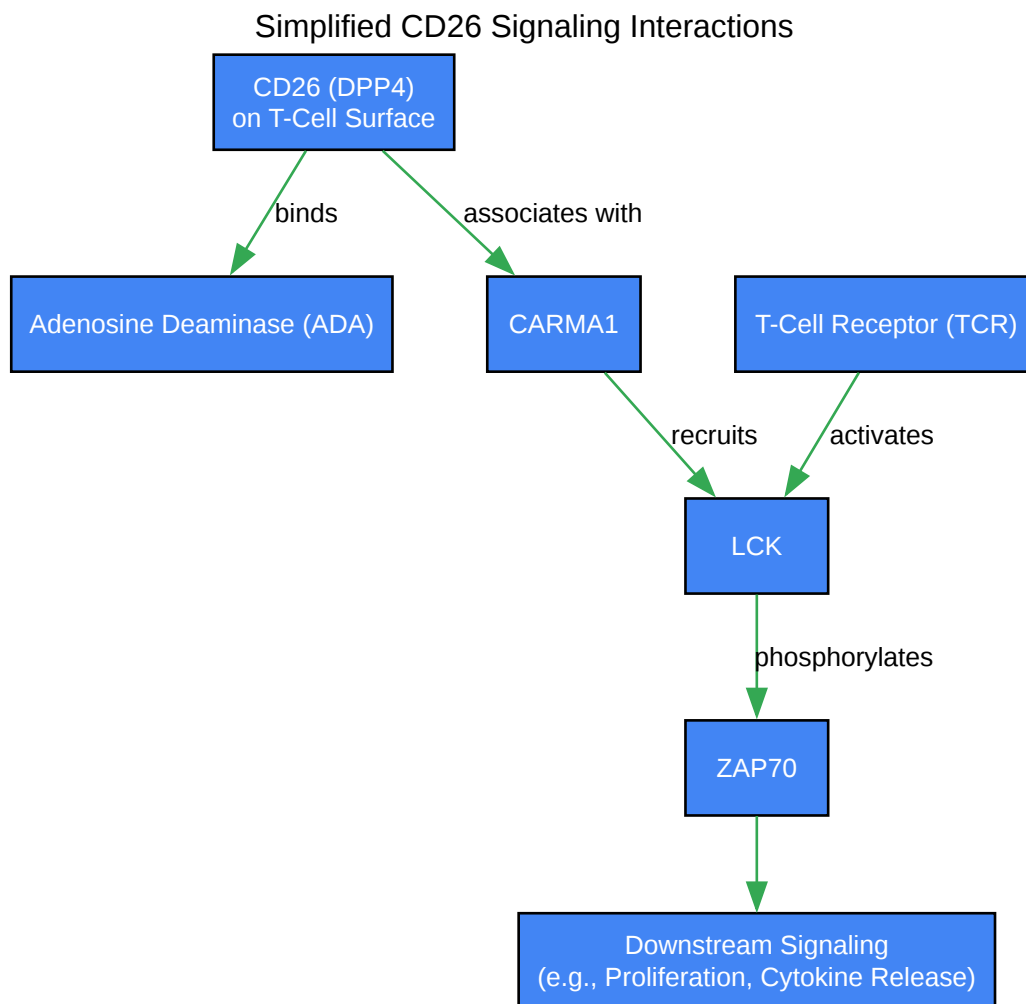 Simplified CD26 Signaling Interactions
CD26 (DPP4)
on T-Cell Surface
binds
associates with
Adenosine Deaminase (ADA)
CARMA1
T-Cell Receptor (TCR)
recruits
activates
LCK
phosphorylates
ZAP70
Downstream Signaling
(e.g., Proliferation, Cytokine Release)